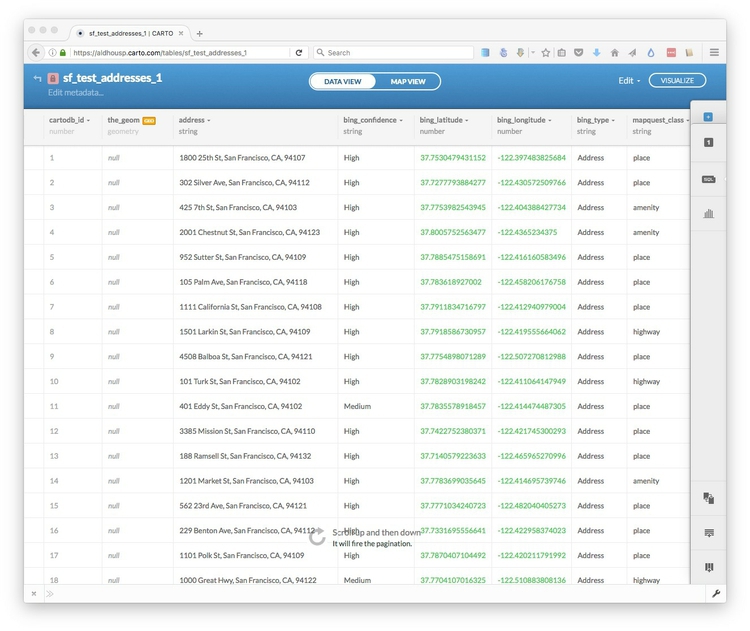 sf_test_addresses_1 | CARTO
https://aidhousp.carto.com/tables/sf_test_addresses_1
Search
sf_test_addresses_1
Edit metadata...
DATA VIEW MAP VIEW
Edit
VISUALIZE
cartodb_id the_geom GEO address bing_confidence bing_latitude bing_longitude bing_type mapquest_class
number geometry string string number number string string
1 null 1800 25th St, San Francisco, CA, 94107 High 37.7530479431152 -122.397483825684 Address place
2 null 302 Silver Ave, San Francisco, CA, 94112 High 37.7277793884277 -122.430572509766 Address place
3 null 425 7th St, San Francisco, CA, 94103 High 37.7753982543945 -122.404388427734 Address amenity
4 null 2001 Chestnut St, San Francisco, CA, 94123 High 37.8005752563477 -122.4365234375 Address amenity
5 null 952 Sutter St, San Francisco, CA, 94109 High 37.7885475158691 -122.416160583496 Address place
6 null 105 Palm Ave, San Francisco, CA, 94118 High 37.783618927002 -122.458206176758 Address place
7 null 1111 California St, San Francisco, CA, 94108 High 37.7911834716797 -122.412940979004 Address place
8 null 1501 Larkin St, San Francisco, CA, 94109 High 37.7918586730957 -122.419555664062 Address highway
9 null 4508 Balboa St, San Francisco, CA, 94121 High 37.7754898071289 -122.507270812988 Address place
10 null 101 Turk St, San Francisco, CA, 94102 High 37.7828903198242 -122.411064147949 Address highway
11 null 401 Eddy St, San Francisco, CA, 94102 Medium 37.7835578918457 -122.414474487305 Address place
12 null 3385 Mission St, San Francisco, CA, 94110 High 37.7422752380371 -122.421745300293 Address place
13 null 188 Ramsell St, San Francisco, CA, 94132 High 37.7140579223633 -122.465965270996 Address place
14 null 1201 Market St, San Francisco, CA, 94103 High 37.7783699035645 -122.414695739746 Address amenity
15 null 562 23rd Ave, San Francisco, CA, 94121 High 37.7771034240723 -122.482040405273 Address place
16 null 229 Benton Ave, San Francisco, CA, 94112 High 37.7331695556641 -122.422958374023 Address place
Scroll up and then down
It will fire the pagination.
17 null 1101 Polk St, San Francisco, CA, 94109 High 37.7870407104492 -122.420211791992 Address place
18 null 1000 Great Hwy, San Francisco, CA, 94122 Medium 37.7704107016325 -122.510883808136 Address highway
1
SQL